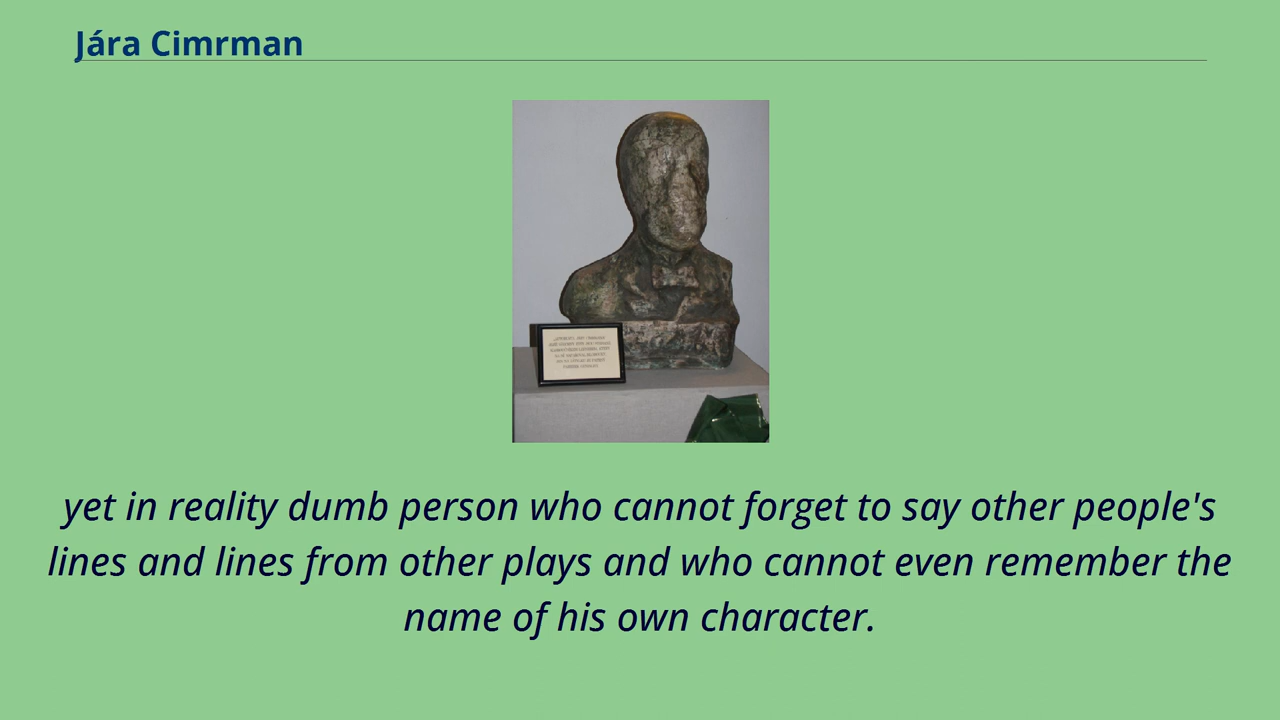 Jára Cimrman
yet in reality dumb person who cannot forget to say other people's
lines and lines from other plays and who cannot even remember the
name of his own character.